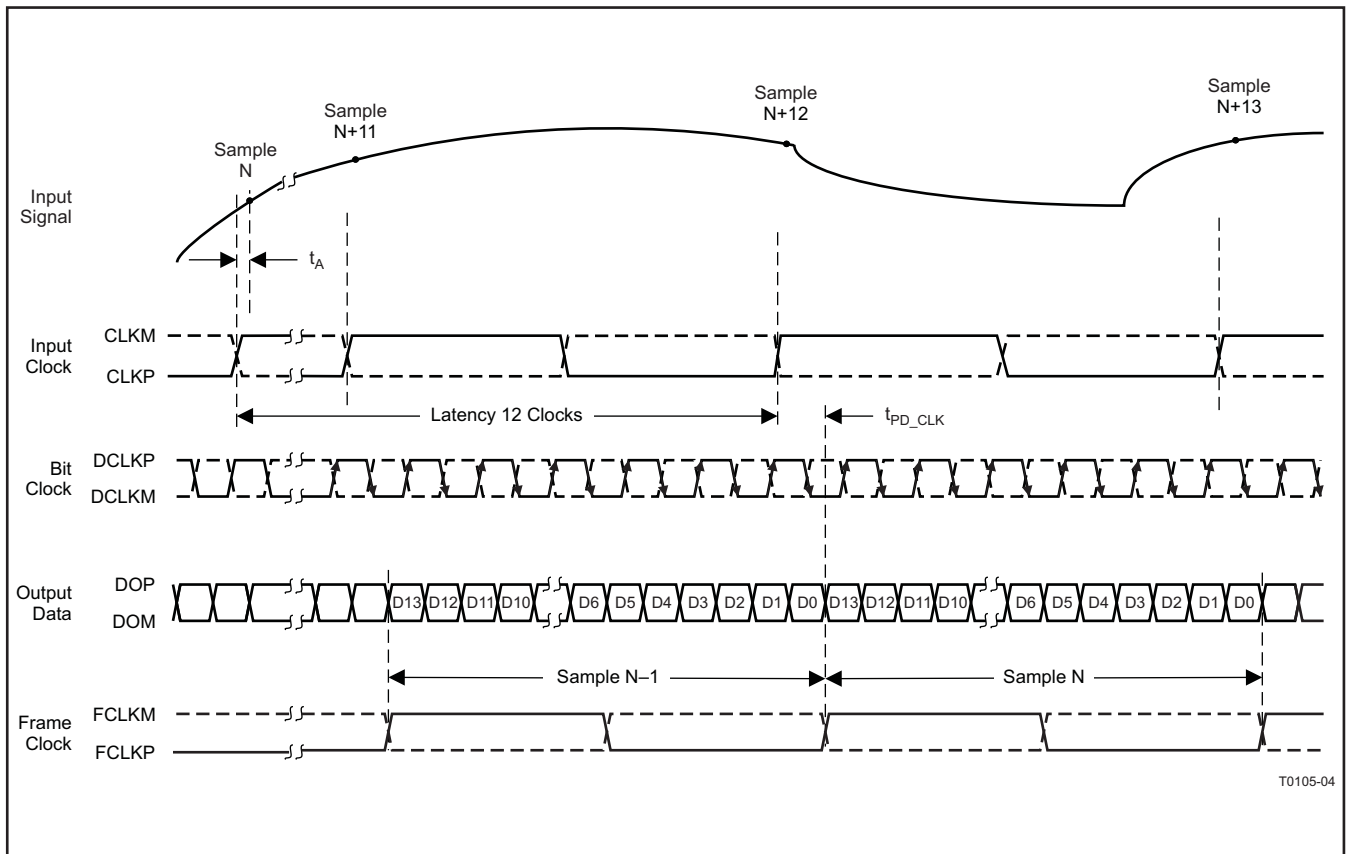 Sample
N
Sample
N+11
Sample
N+12
Sample
N+13
Input
Signal
tA
Input
Clock
CLKM
CLKP
Latency 12 Clocks
tPD_CLK
Bit
Clock
DCLKP
DCLKM
Output
Data
DOP
DOM
D13 D12 D11 D10 D6 D5 D4 D3 D2 D1 D0 D13 D12 D11 D10 D6 D5 D4 D3 D2 D1 D0
Sample N–1
Sample N
Frame
Clock
FCLKM
FCLKP
T0105-04